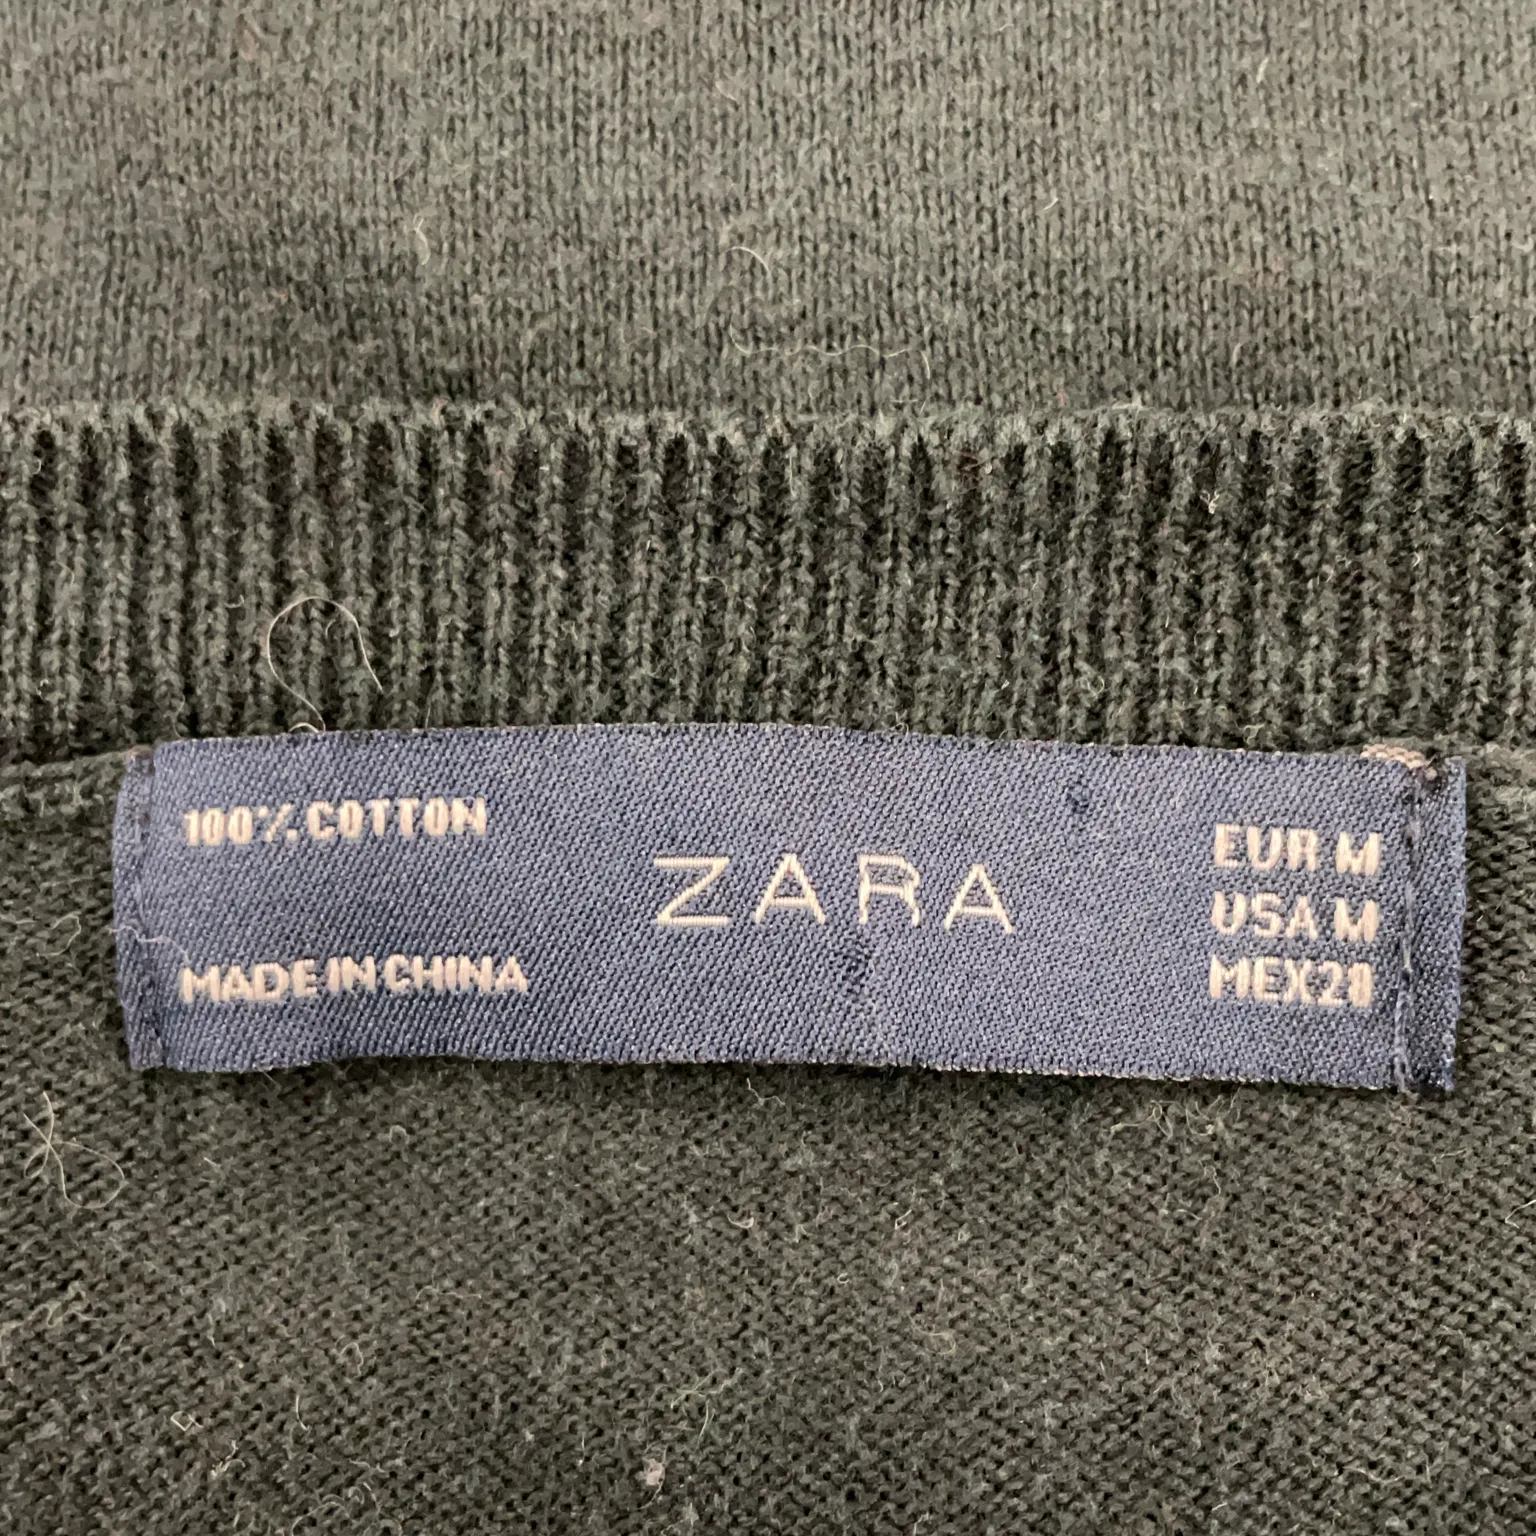 100% COTTON
MADE IN CHINA
ZARA
EUR M
USA M
MEX 28